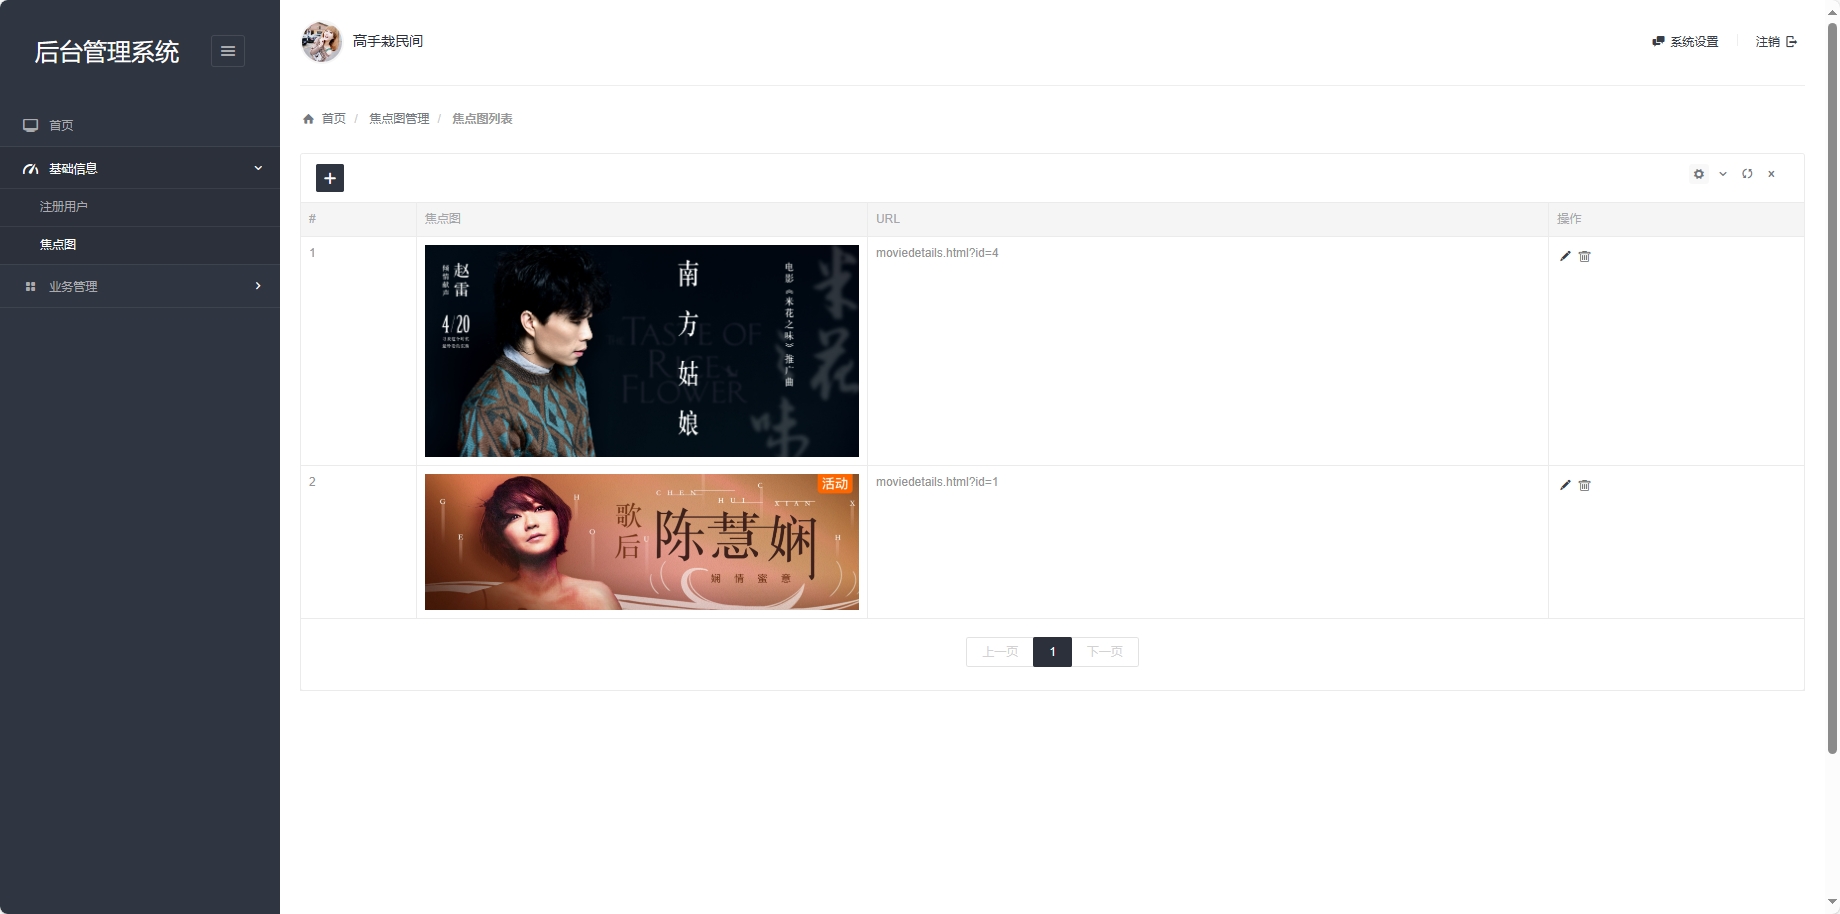 后台管理系统
高手栽民间
系统设置
注销
首页
基础信息
注册用户
焦点图
业务管理
首页 / 焦点图管理 / 焦点图列表
# 焦点图 URL 操作
1
moviedetails.html?id=4
赵雷
倾情献声
4/20
南方姑娘
电影《米花之味》推广曲
TASTE OF
RICE
FLOWER
米花
味
2
moviedetails.html?id=1
活动
CHEN HUI XIAN
GE HOU
歌后
陈慧娴
娴情蜜意
上一页 1 下一页